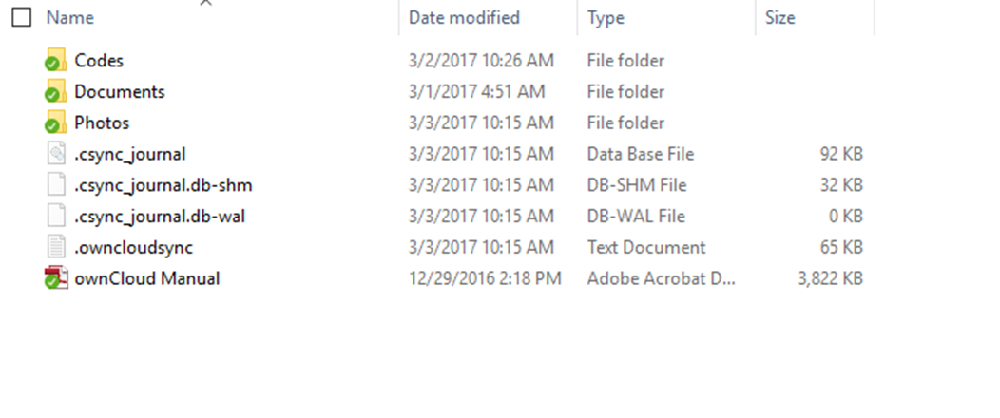 Name Date modified Type Size
Codes 3/2/2017 10:26 AM File folder
Documents 3/1/2017 4:51 AM File folder
Photos 3/3/2017 10:15 AM File folder
.csync_journal 3/3/2017 10:15 AM Data Base File 92 KB
.csync_journal.db-shm 3/3/2017 10:15 AM DB-SHM File 32 KB
.csync_journal.db-wal 3/3/2017 10:15 AM DB-WAL File 0 KB
.owncloudsync 3/3/2017 10:15 AM Text Document 65 KB
ownCloud Manual 12/29/2016 2:18 PM Adobe Acrobat D... 3,822 KB